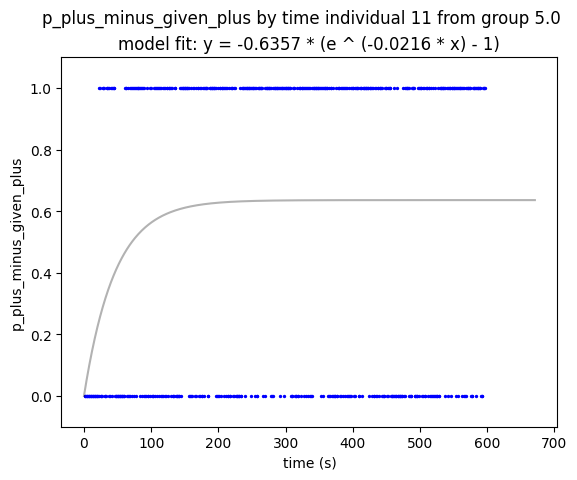 p_plus_minus_given_plus by time individual 11 from group 5.0
model fit: y = -0.6357 * (e ^ (-0.0216 * x) - 1)
1.0
0.8
0.6
0.4
0.2
0.0
p_plus_minus_given_plus
0 100 200 300 400 500 600 700
time (s)